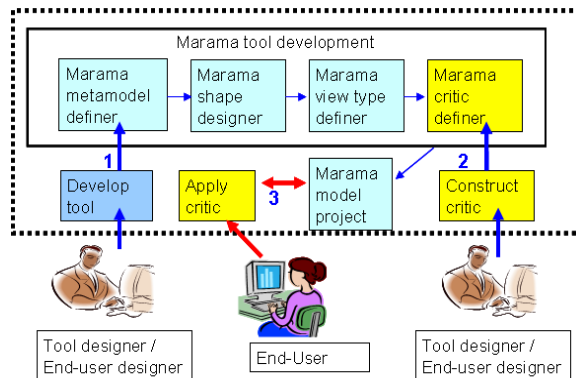 Marama tool development
Marama
metamodel
definer
Marama
shape
designer
Marama
view type
definer
Marama
critic
definer
1
2
Develop
tool
Apply
critic
3
Marama
model
project
Construct
critic
Tool designer /
End-user designer
End-User
Tool designer /
End-user designer